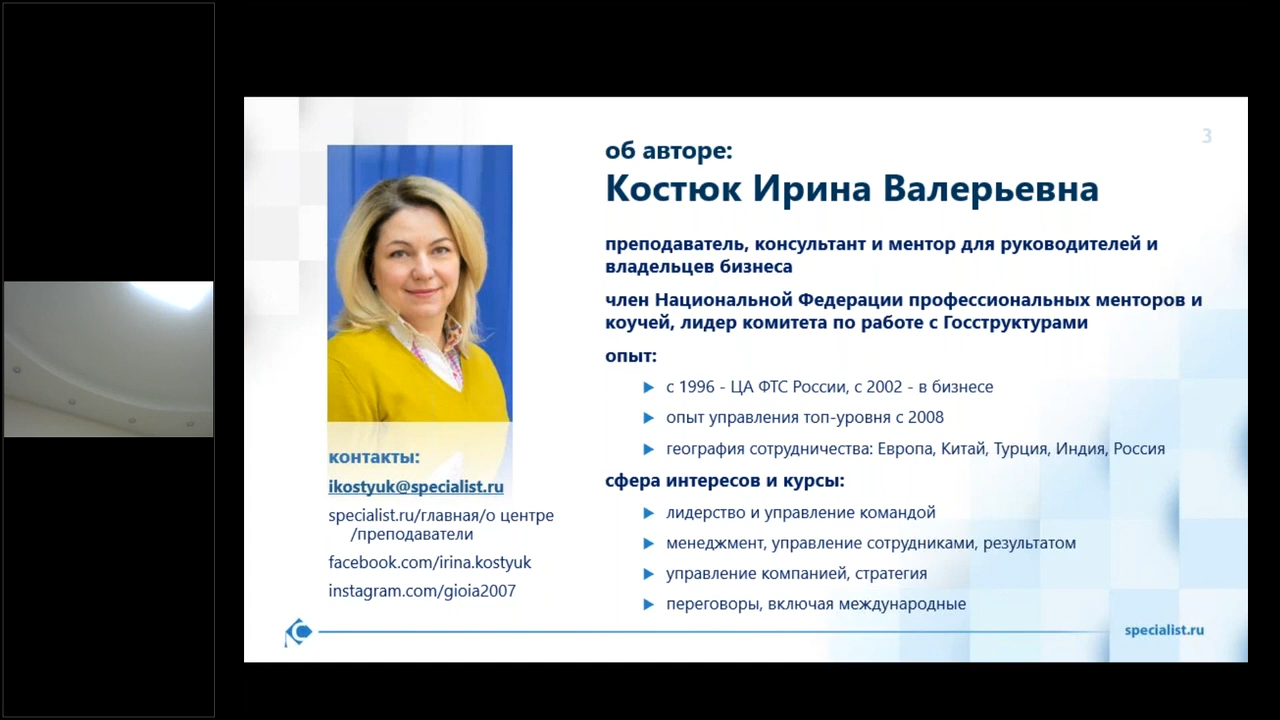 3
об авторе:
Костюк Ирина Валерьевна
преподаватель, консультант и ментор для руководителей и
владельцев бизнеса
член Национальной Федерации профессиональных менторов и
коучей, лидер комитета по работе с Госструктурами
опыт:
с 1996 - ЦА ФТС России, с 2002 - в бизнесе
опыт управления топ-уровня с 2008
география сотрудничества: Европа, Китай, Турция, Индия, Россия
сфера интересов и курсы:
лидерство и управление командой
менеджмент, управление сотрудниками, результатом
управление компанией, стратегия
переговоры, включая международные
контакты:
ikostyuk@specialist.ru
specialist.ru/главная/о центре
/преподаватели
facebook.com/irina.kostyuk
instagram.com/gioia2007
specialist.ru